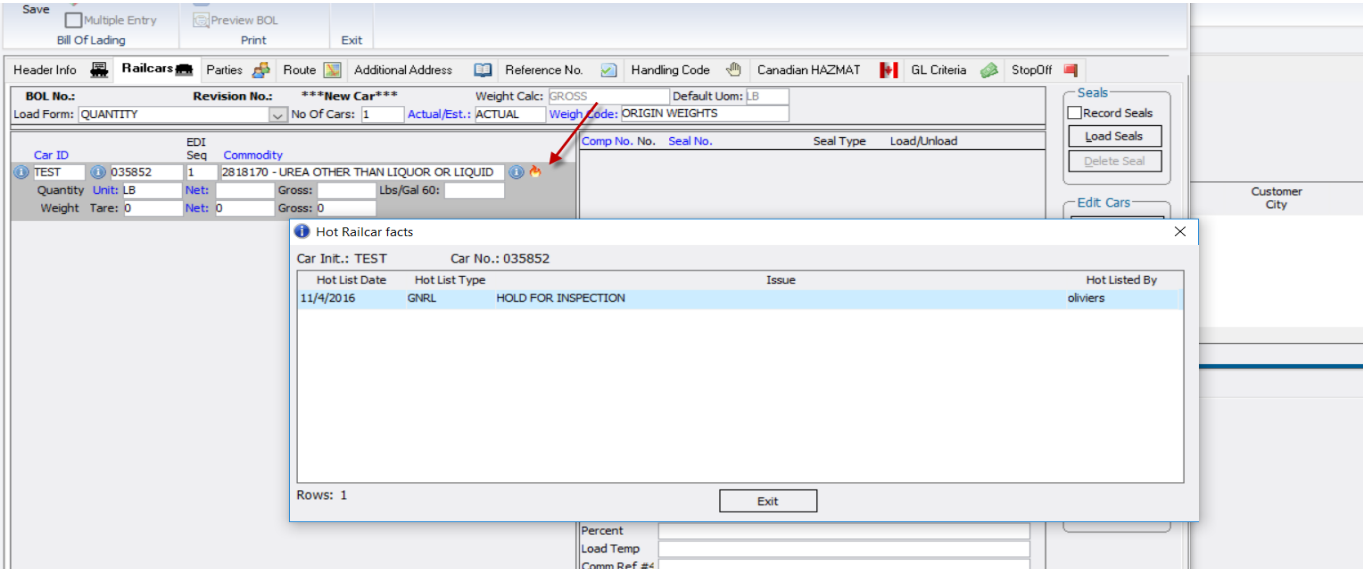 Save
Multiple Entry
Preview BOL
Bill Of Lading
Print
Exit
Header Info Railcars Parties Route Additional Address Reference No. Handling Code Canadian HAZMAT GL Criteria StopOff
BOL No.: Revision No.: ***New Car*** Weight Calc: GROSS Default Uom: LB
Load Form: QUANTITY No Of Cars: 1 Actual/Est.: ACTUAL Weigh Code: ORIGIN WEIGHTS
Seals
Record Seals
Load Seals
Delete Seal
Edit Cars
Comp No. No. Seal No. Seal Type Load/Unload
EDI
Car ID Seq Commodity
TEST 035852 1 2818170 - UREA OTHER THAN LIQUOR OR LIQUID
Quantity Unit: LB Net: Gross: Lbs/Gal 60:
Weight Tare: 0 Net: 0 Gross: 0
Customer
City
Hot Railcar facts
Car Init.: TEST Car No.: 035852
Hot List Date Hot List Type Issue Hot Listed By
11/4/2016 GNRL HOLD FOR INSPECTION oliviers
Rows: 1
Exit
Percent
Load Temp
Comm Ref #4